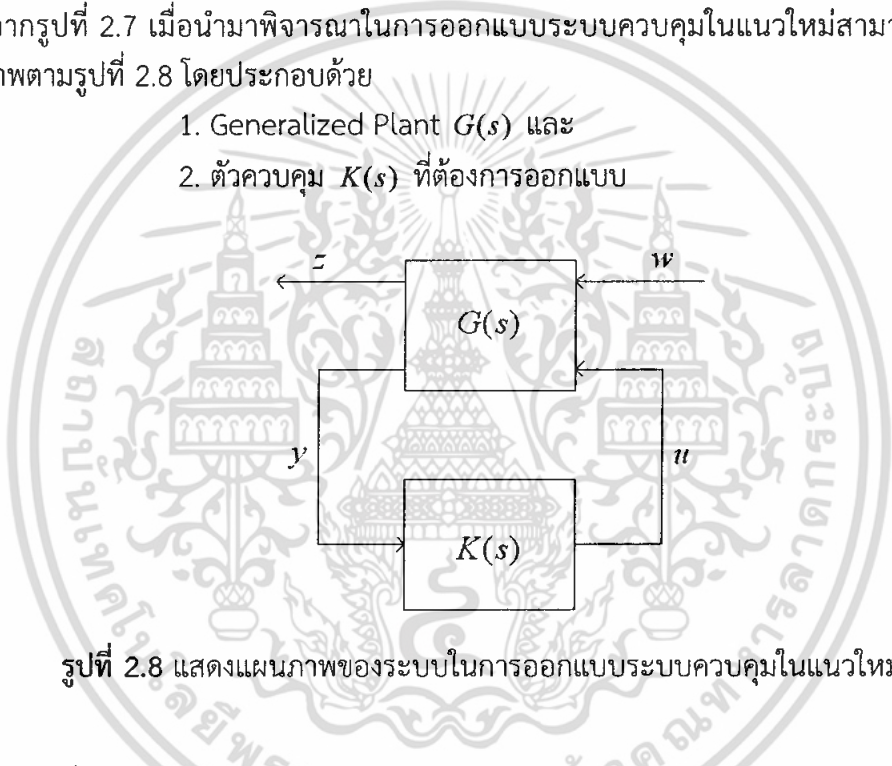 ากรูปที่ 2.7 เมื่อนำมาพิจารณาในการออกแบบระบบควบคุมในแนวใหม่สามา
าพตามรูปที่ 2.8 โดยประกอบด้วย
1. Generalized Plant G(s) และ
2. ตัวควบคุม K(s) ที่ต้องการออกแบบ
z
w
G(s)
y
u
K(s)
รูปที่ 2.8 แสดงแผนภาพของระบบในการออกแบบระบบควบคุมในแนวใหม